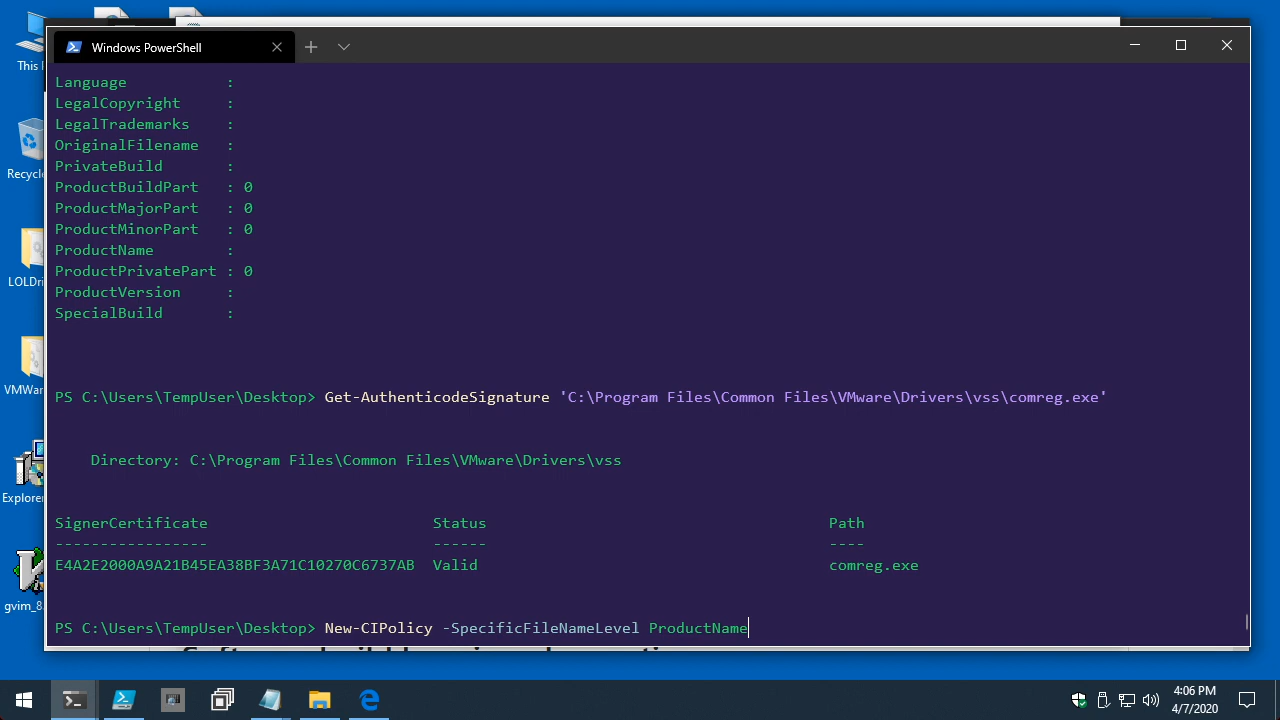 This
Windows PowerShell
Recycl
LOLDri
VMWar
Explorer
gvim_8
Language :
LegalCopyright :
LegalTrademarks :
OriginalFilename :
PrivateBuild :
ProductBuildPart : 0
ProductMajorPart : 0
ProductMinorPart : 0
ProductName :
ProductPrivatePart : 0
ProductVersion :
SpecialBuild :
PS C:\Users\TempUser\Desktop> Get-AuthenticodeSignature 'C:\Program Files\Common Files\VMware\Drivers\vss\comreg.exe'
Directory: C:\Program Files\Common Files\VMware\Drivers\vss
SignerCertificate Status Path
----------------- ------ ----
E4A2E2000A9A21B45EA38BF3A71C10270C6737AB Valid comreg.exe
PS C:\Users\TempUser\Desktop> New-CIPolicy -SpecificFileNameLevel ProductName
4:06 PM
4/7/2020